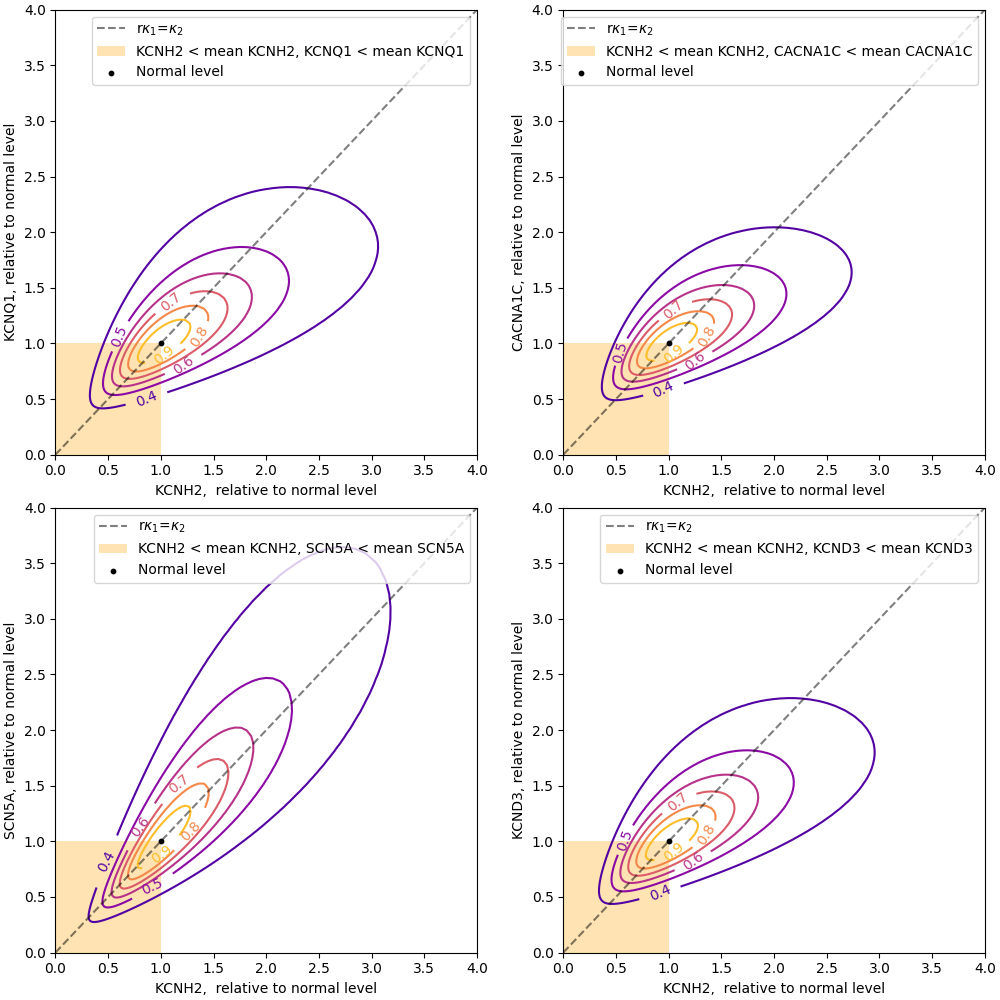 4.0
3.5
3.0
2.5
2.0
1.5
1.0
0.5
0.0
KCNQ1, relative to normal level
rκ₁=κ₂
KCNH2 < mean KCNH2, KCNQ1 < mean KCNQ1
Normal level
0.5
0.7
0.8
0.9
0.6
0.4
0.0 0.5 1.0 1.5 2.0 2.5 3.0 3.5 4.0
KCNH2,  relative to normal level
4.0
3.5
3.0
2.5
2.0
1.5
1.0
0.5
0.0
CACNA1C, relative to normal level
rκ₁=κ₂
KCNH2 < mean KCNH2, CACNA1C < mean CACNA1C
Normal level
0.7
0.5
0.8
0.9
0.6
0.4
0.0 0.5 1.0 1.5 2.0 2.5 3.0 3.5 4.0
KCNH2,  relative to normal level
4.0
3.5
3.0
2.5
2.0
1.5
1.0
0.5
0.0
SCN5A, relative to normal level
rκ₁=κ₂
KCNH2 < mean KCNH2, SCN5A < mean SCN5A
Normal level
0.7
0.6
0.8
0.9
0.4
0.5
0.0 0.5 1.0 1.5 2.0 2.5 3.0 3.5 4.0
KCNH2,  relative to normal level
4.0
3.5
3.0
2.5
2.0
1.5
1.0
0.5
0.0
KCND3, relative to normal level
rκ₁=κ₂
KCNH2 < mean KCNH2, KCND3 < mean KCND3
Normal level
0.7
0.5
0.8
0.9
0.6
0.4
0.0 0.5 1.0 1.5 2.0 2.5 3.0 3.5 4.0
KCNH2,  relative to normal level